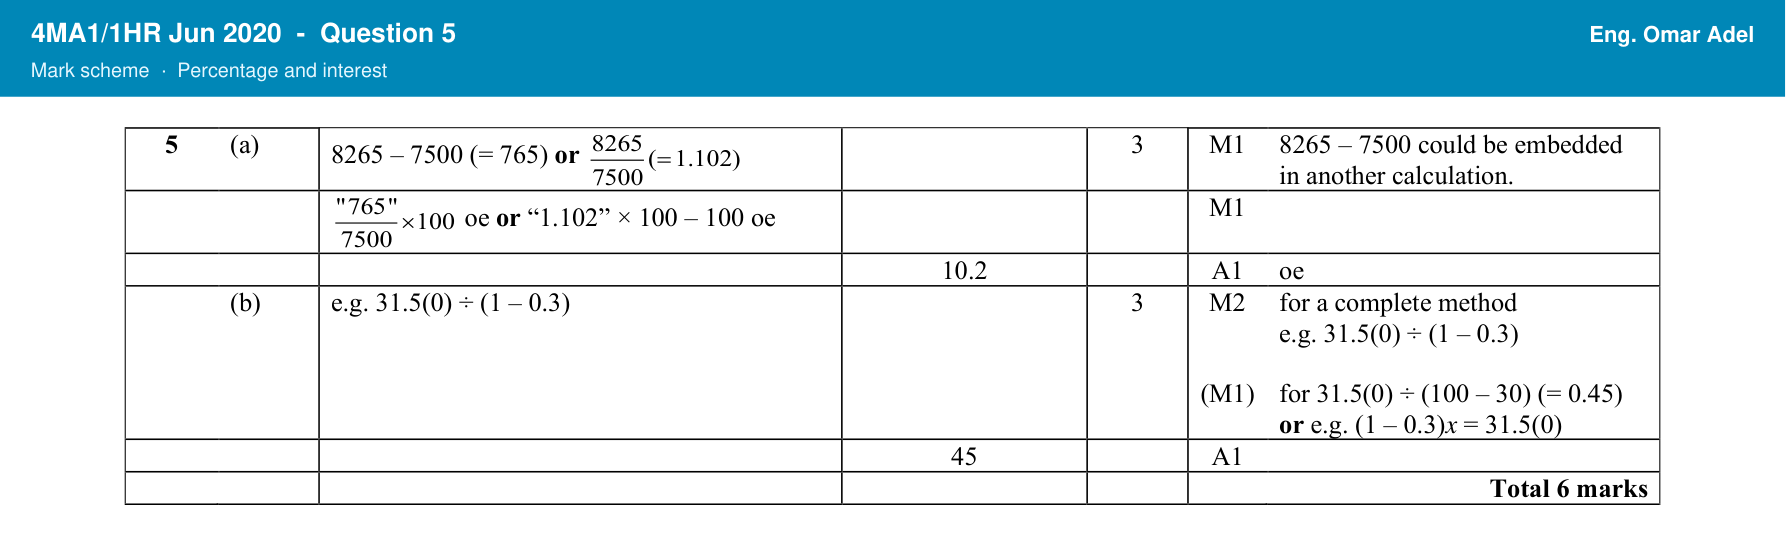 4MA1/1HR Jun 2020 - Question 5
Eng. Omar Adel
Mark scheme · Percentage and interest
5 (a) 8265 – 7500 (= 765) or 8265/7500 (= 1.102) 3 M1 8265 – 7500 could be embedded
in another calculation.
"765"/7500 × 100 oe or “1.102” × 100 – 100 oe M1
10.2 A1 oe
(b) e.g. 31.5(0) ÷ (1 – 0.3) 3 M2 for a complete method
e.g. 31.5(0) ÷ (1 – 0.3)
(M1) for 31.5(0) ÷ (100 – 30) (= 0.45)
or e.g. (1 – 0.3)x = 31.5(0)
45 A1
Total 6 marks